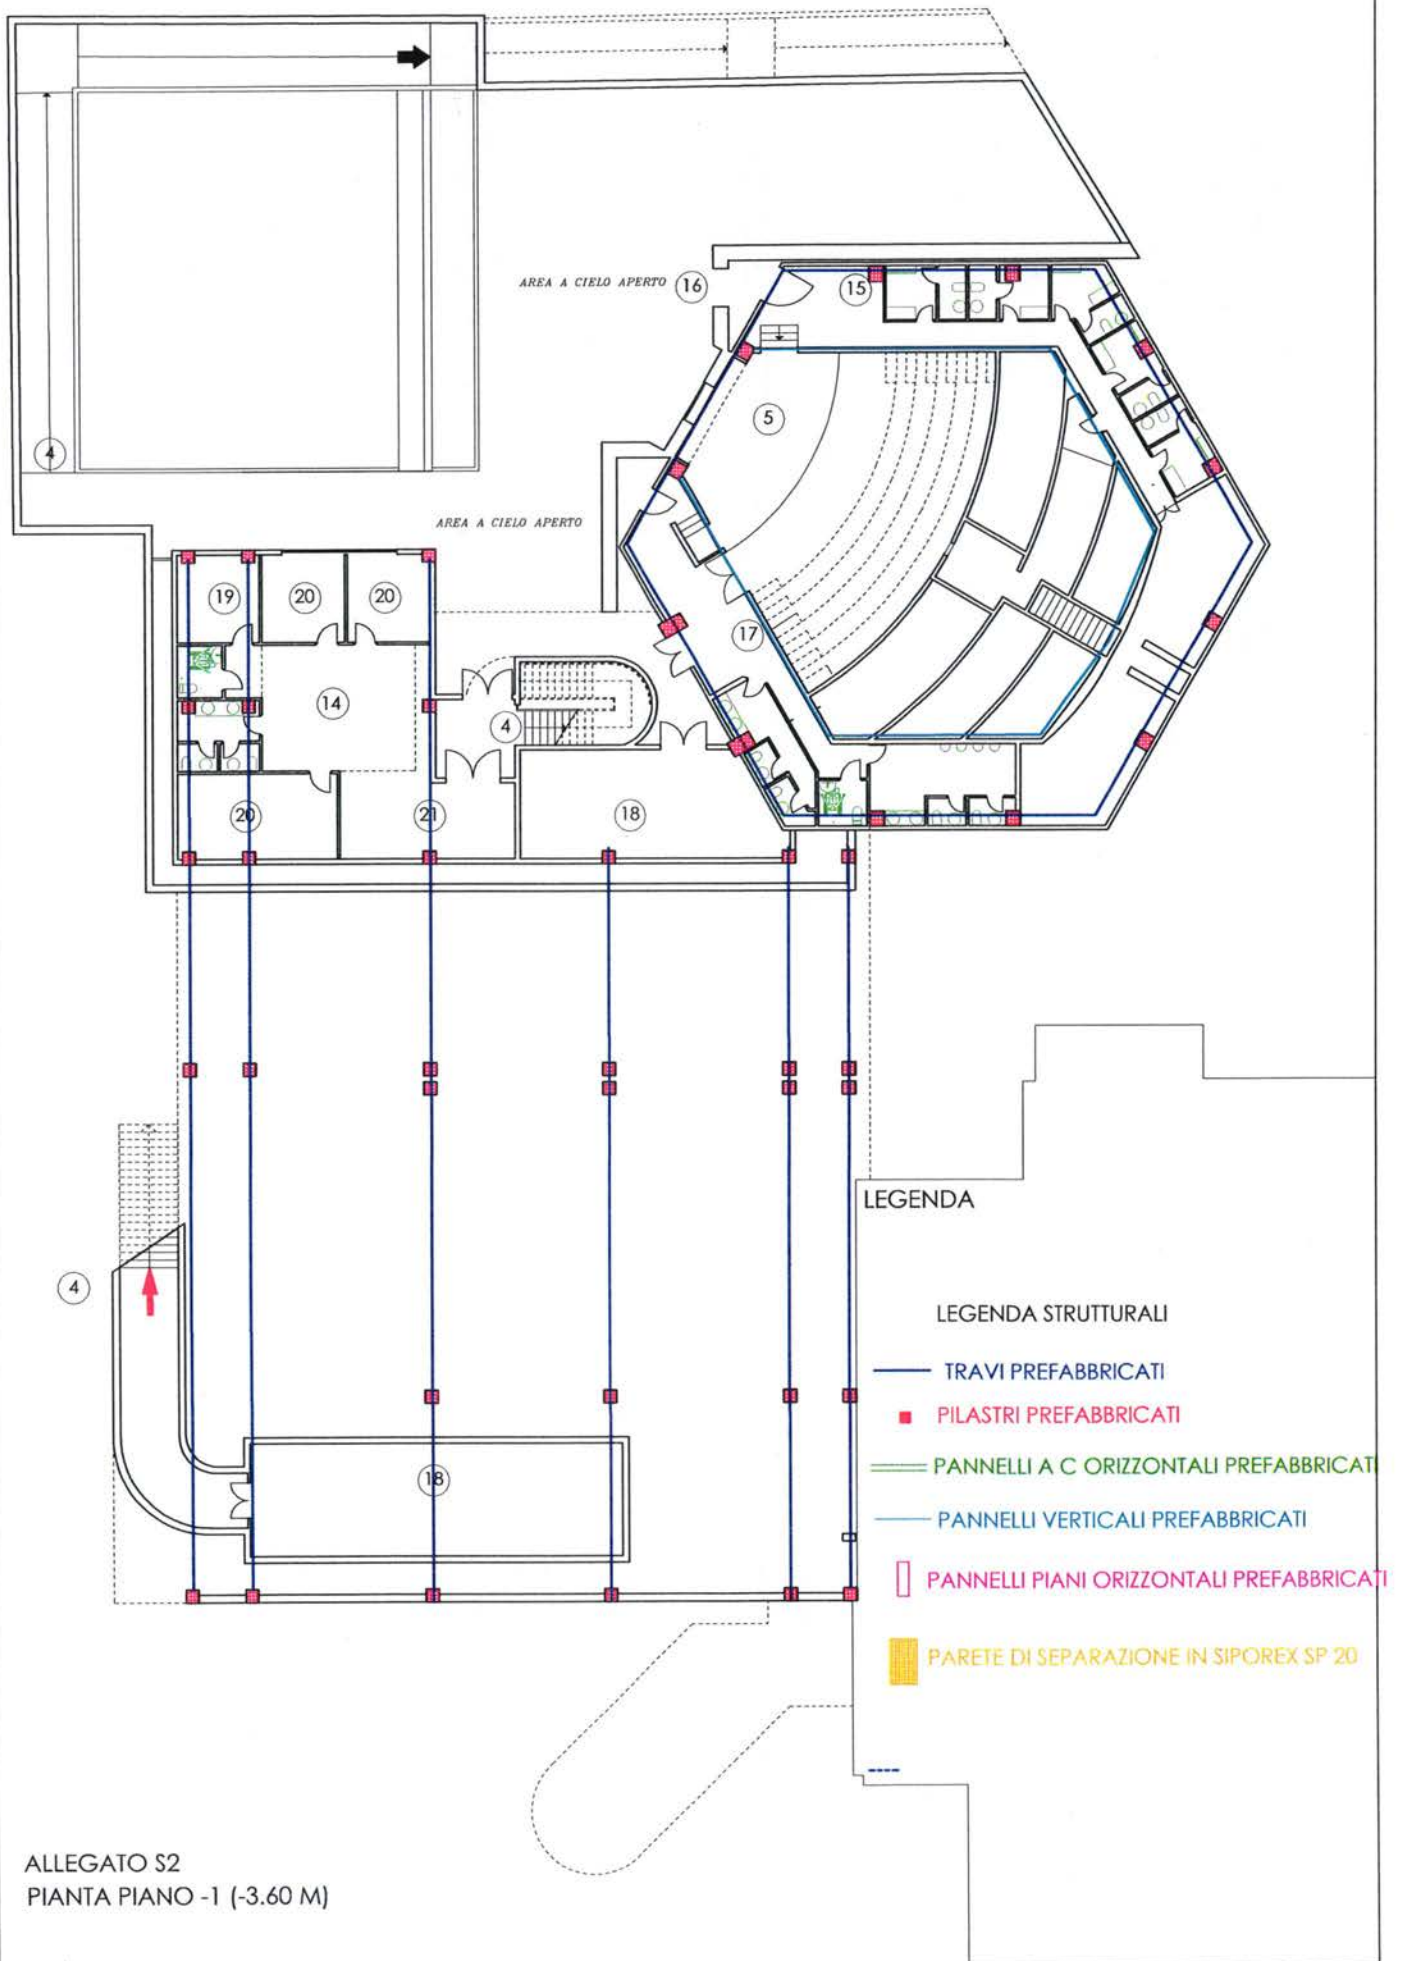 AREA A CIELO APERTO
16
15
5
4
AREA A CIELO APERTO
19
20
20
17
14
4
20
21
18
4
18
LEGENDA
LEGENDA STRUTTURALI
TRAVI PREFABBRICATI
PILASTRI PREFABBRICATI
PANNELLI A C ORIZZONTALI PREFABBRICATI
PANNELLI VERTICALI PREFABBRICATI
PANNELLI PIANI ORIZZONTALI PREFABBRICATI
PARETE DI SEPARAZIONE IN SIPOREX SP 20
ALLEGATO S2
PIANTA PIANO -1 (-3.60 M)